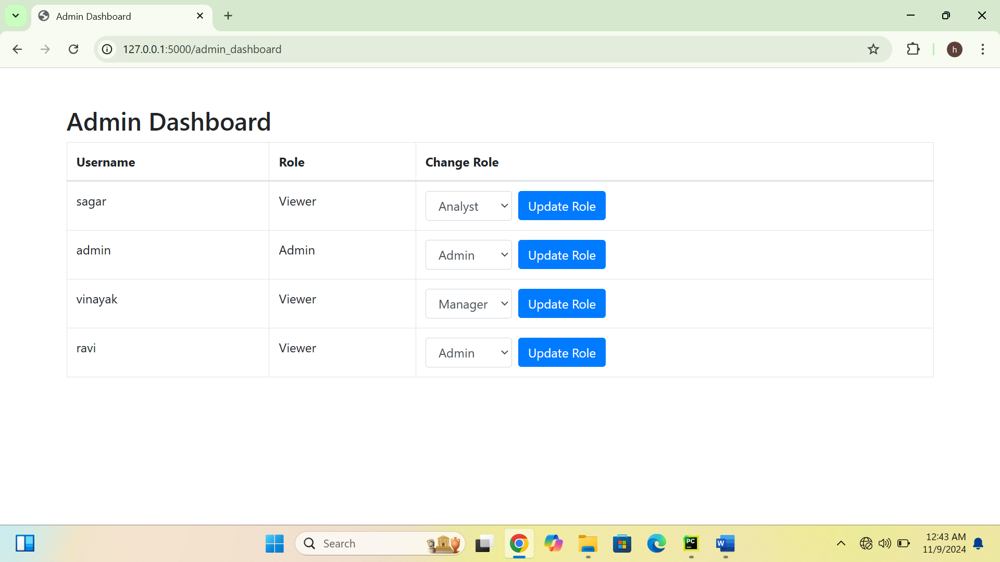 Admin Dashboard
127.0.0.1:5000/admin_dashboard
h
Admin Dashboard
Username Role Change Role
sagar Viewer Analyst Update Role
admin Admin Admin Update Role
vinayak Viewer Manager Update Role
ravi Viewer Admin Update Role
Search
PC
W
12:43 AM
11/9/2024